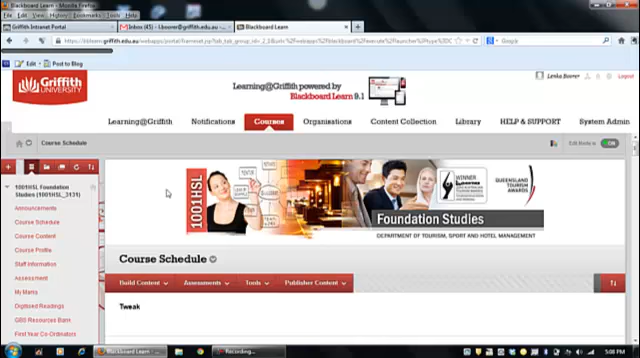 Blackboard Learn - Mozilla Firefox
File Edit View History Bookmarks Tools Help
Griffith Intranet Portal
Inbox (45)
Blackboard Learn
Google
Edit
Post to Blog
Griffith
UNIVERSITY
Learning@Griffith powered by
Blackboard Learn 9.1
Logout
Learning@Griffith Notifications Courses Organisations Content Collection Library HELP & SUPPORT System Admin
Course Schedule
Edit Mode is ON
1001HSL Foundation
Studies (1001HSL_3131)
Announcements
Course Schedule
Course Content
Course Profile
Staff Information
Assessment
My Marks
Digitised Readings
First Year Co-Ordinators
1001HSL
WINNER
QUEENSLAND
TOURISM
AWARDS
Foundation Studies
DEPARTMENT OF TOURISM, SPORT AND HOTEL MANAGEMENT
Course Schedule
Build Content Assessments Tools Publisher Content
Tweak
Blackboard Learn - ...
Recording...
5:08 PM